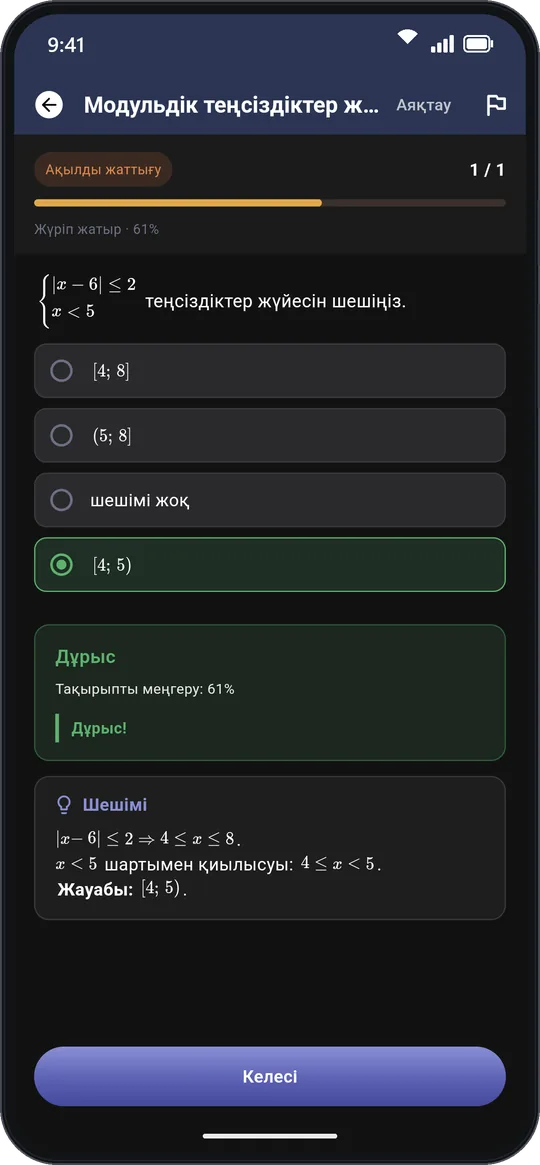 9:41
Модульдік теңсіздіктер ж... Аяқтау
Ақылды жаттығу 1 / 1
Жүріп жатыр · 61%
{|x − 6| ≤ 2
x < 5 теңсіздіктер жүйесін шешіңіз.
[4; 8]
(5; 8]
шешімі жоқ
[4; 5)
Дұрыс
Тақырыпты меңгеру: 61%
Дұрыс!
Шешімі
|x− 6| ≤ 2 ⇒ 4 ≤ x ≤ 8.
x < 5 шартымен қиылысуы: 4 ≤ x < 5.
Жауабы: [4; 5).
Келесі